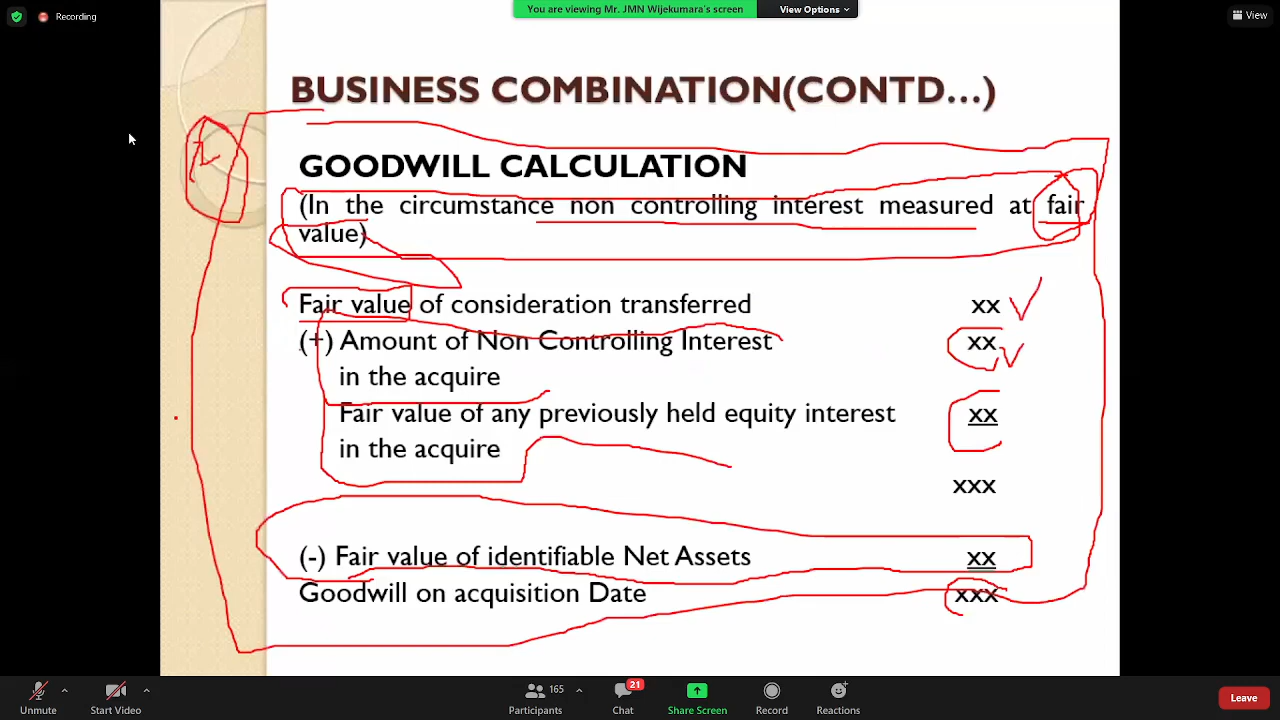 Recording
You are viewing Mr. JMN Wijekumara's screen
View Options
View
BUSINESS COMBINATION(CONTD...)
GOODWILL CALCULATION
(In the circumstance non controlling interest measured at fair
value)
Fair value of consideration transferred xx
(+) Amount of Non Controlling Interest xx
in the acquire
Fair value of any previously held equity interest xx
in the acquire
xxx
(-) Fair value of identifiable Net Assets xx
Goodwill on acquisition Date xxx
Unmute
Start Video
165
Participants
21
Chat
Share Screen
Record
Reactions
Leave